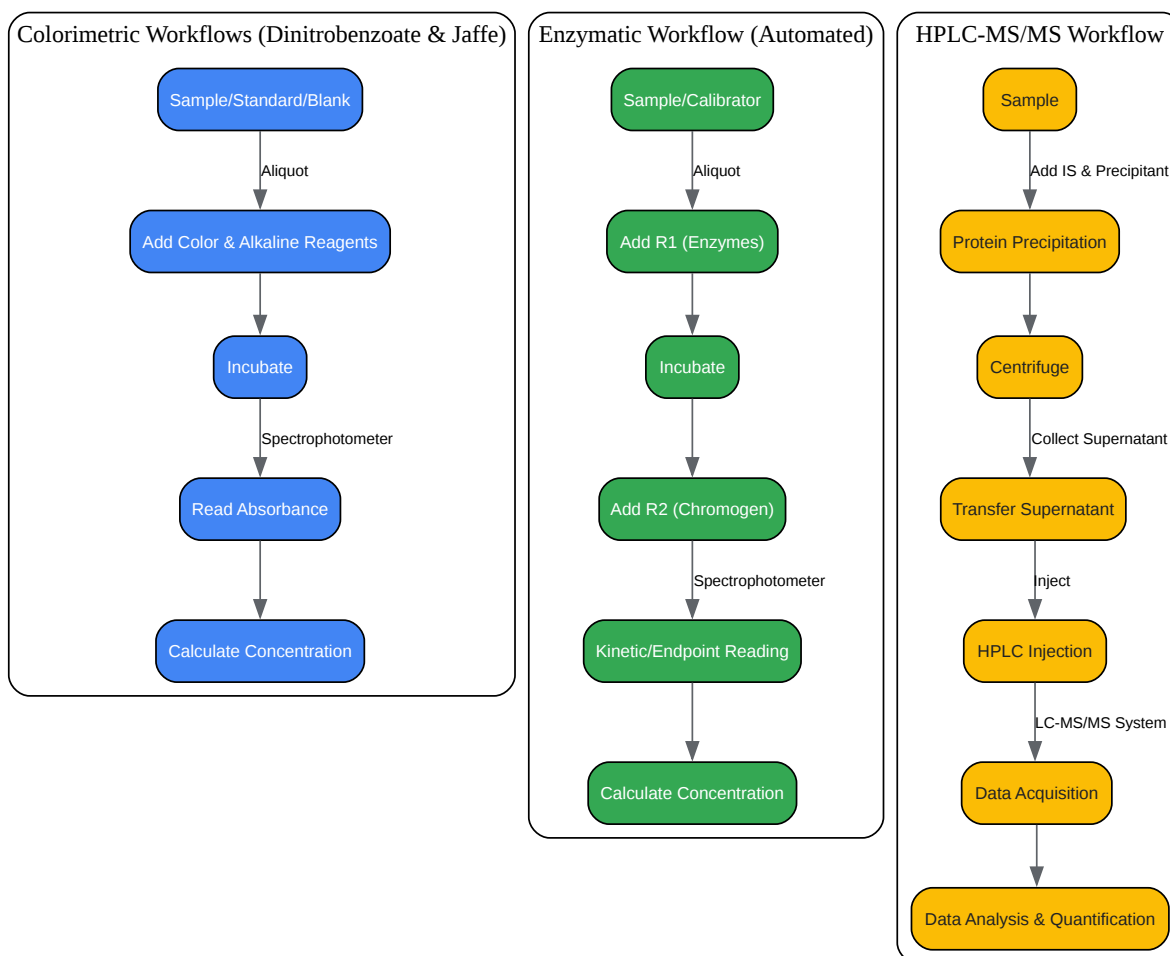 Colorimetric Workflows (Dinitrobenzoate & Jaffe)
Sample/Standard/Blank
Aliquot
Add Color & Alkaline Reagents
Incubate
Spectrophotometer
Read Absorbance
Calculate Concentration
Enzymatic Workflow (Automated)
Sample/Calibrator
Aliquot
Add R1 (Enzymes)
Incubate
Add R2 (Chromogen)
Spectrophotometer
Kinetic/Endpoint Reading
Calculate Concentration
HPLC-MS/MS Workflow
Sample
Add IS & Precipitant
Protein Precipitation
Centrifuge
Collect Supernatant
Transfer Supernatant
Inject
HPLC Injection
LC-MS/MS System
Data Acquisition
Data Analysis & Quantification